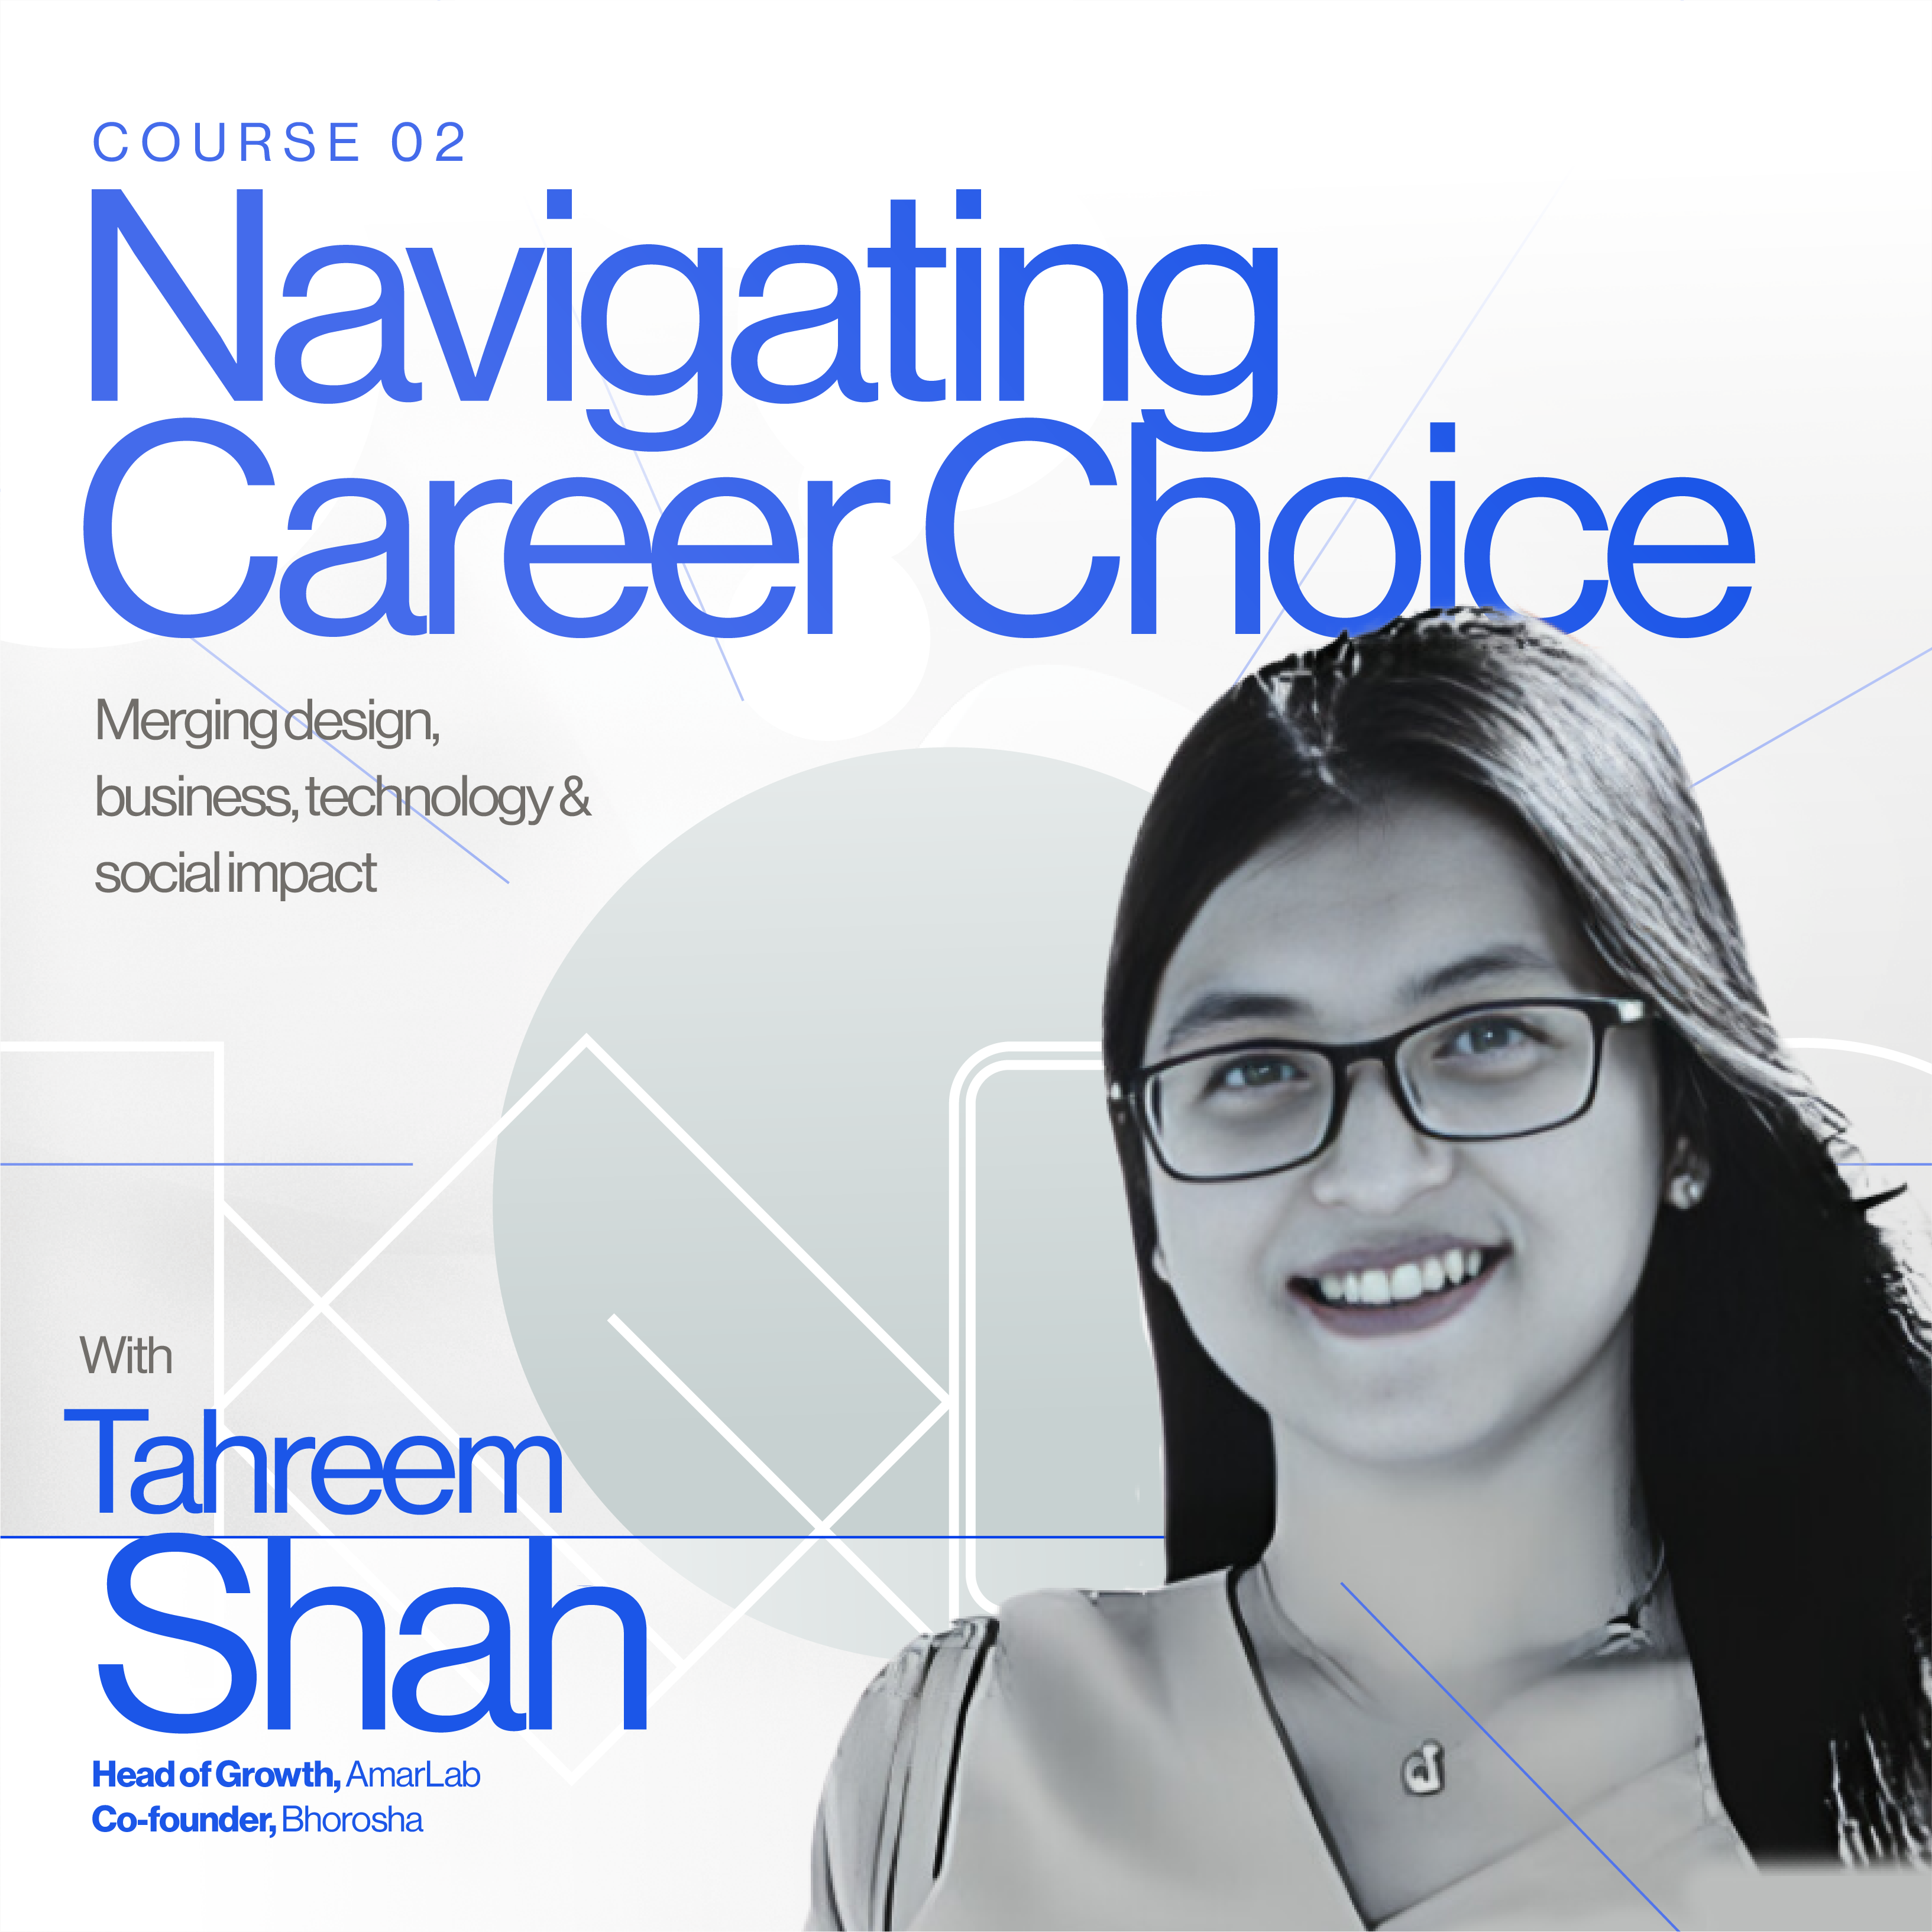 COURSE 02
Navigating
Career Choice
Merging design,
business, technology &
social impact
With
Tahreem
Shah
Head of Growth, AmarLab
Co-founder, Bhorosha